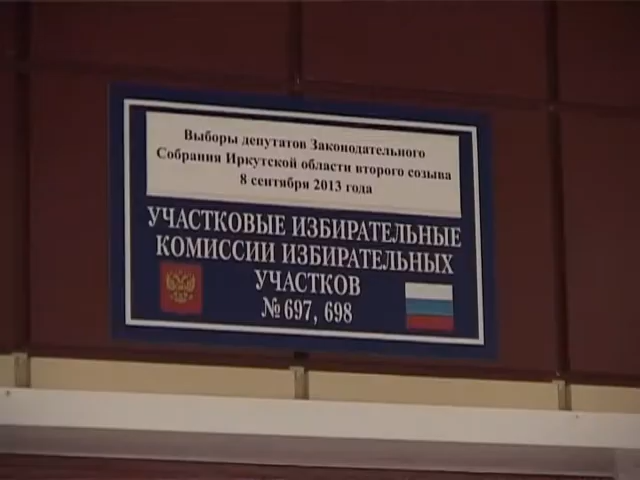 Выборы депутатов Законодательного
Собрания Иркутской области второго созыва
8 сентября 2013 года
УЧАСТКОВЫЕ ИЗБИРАТЕЛЬНЫЕ
КОМИССИИ ИЗБИРАТЕЛЬНЫХ
УЧАСТКОВ
№ 697, 698